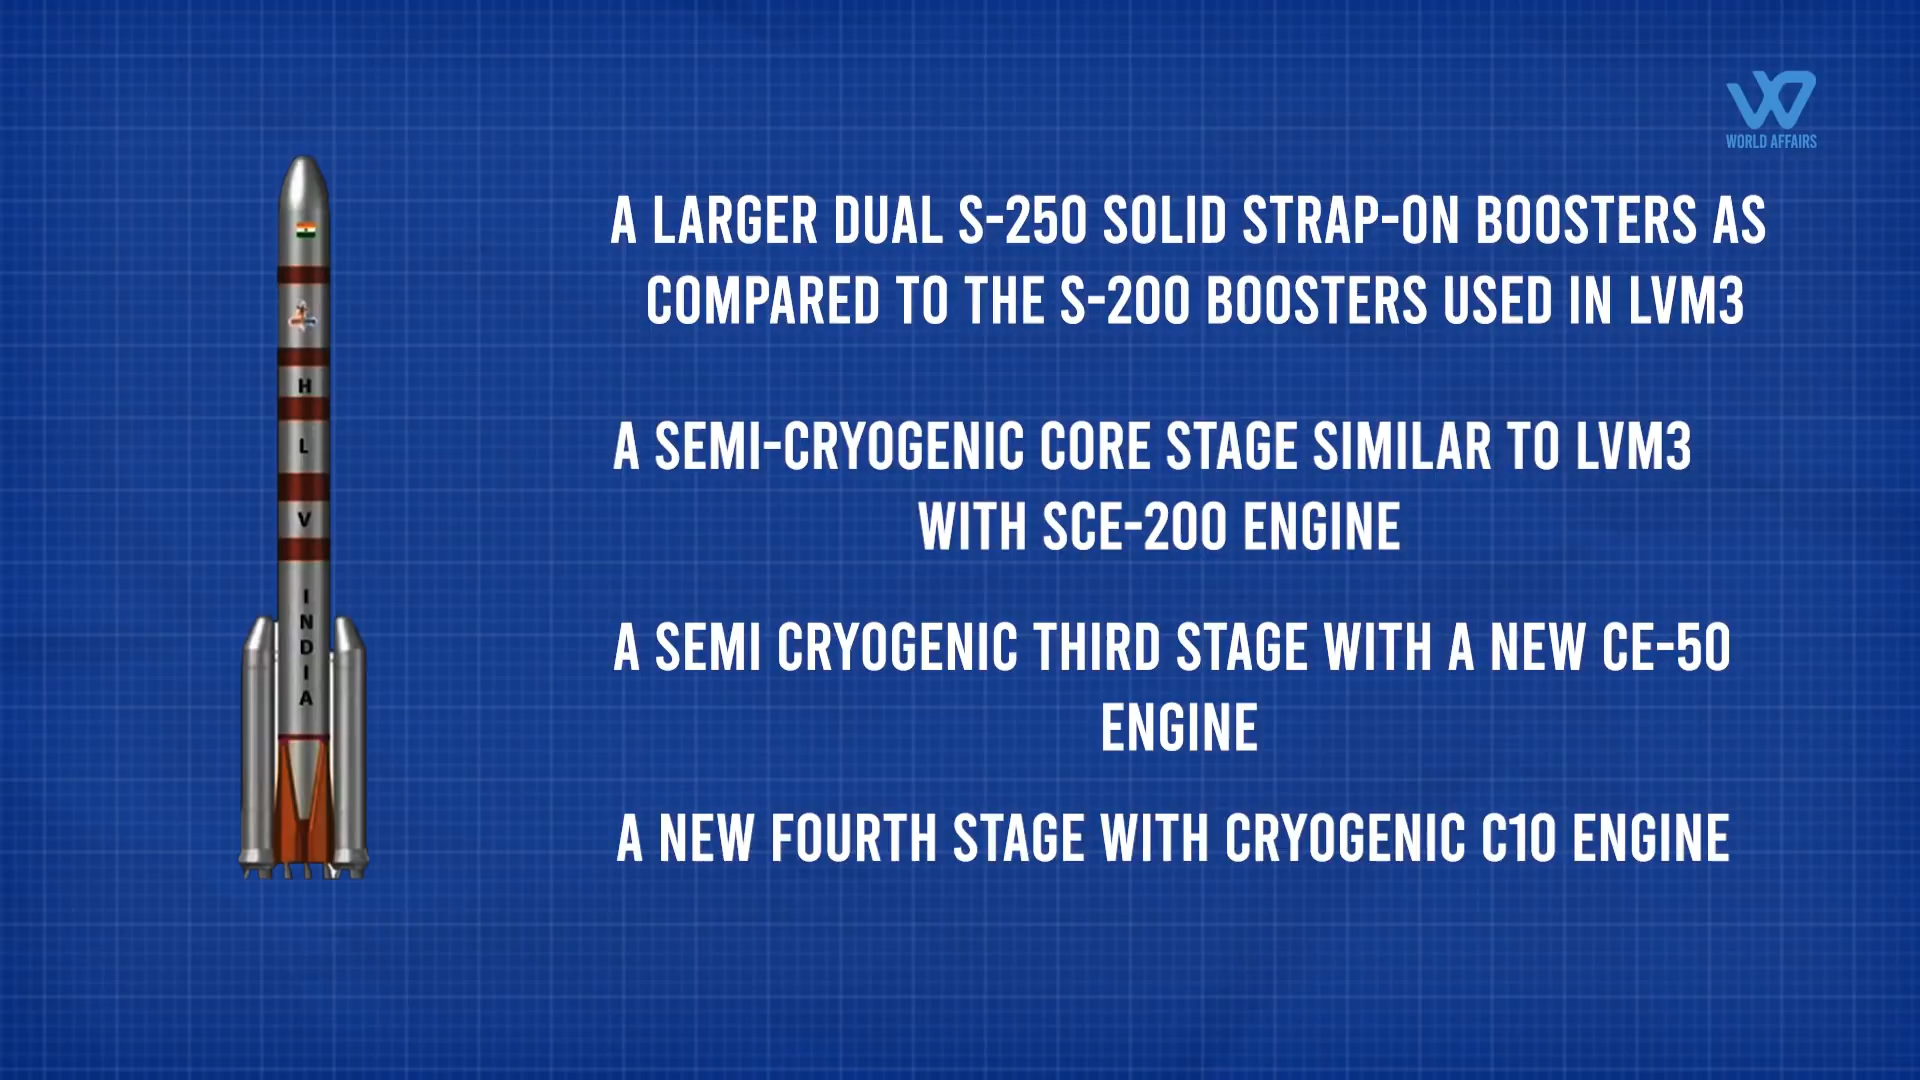 WORLD AFFAIRS
A LARGER DUAL S-250 SOLID STRAP-ON BOOSTERS AS
COMPARED TO THE S-200 BOOSTERS USED IN LVM3
A SEMI-CRYOGENIC CORE STAGE SIMILAR TO LVM3
WITH SCE-200 ENGINE
A SEMI CRYOGENIC THIRD STAGE WITH A NEW CE-50
ENGINE
A NEW FOURTH STAGE WITH CRYOGENIC C10 ENGINE
H
L
V
I
N
D
I
A